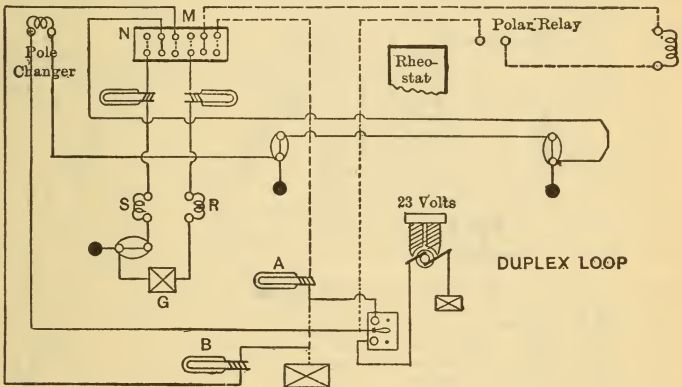 M
N
Pole
Changer
Polar Relay
Rheo-
stat
S
R
G
23 Volts
A
DUPLEX LOOP
B